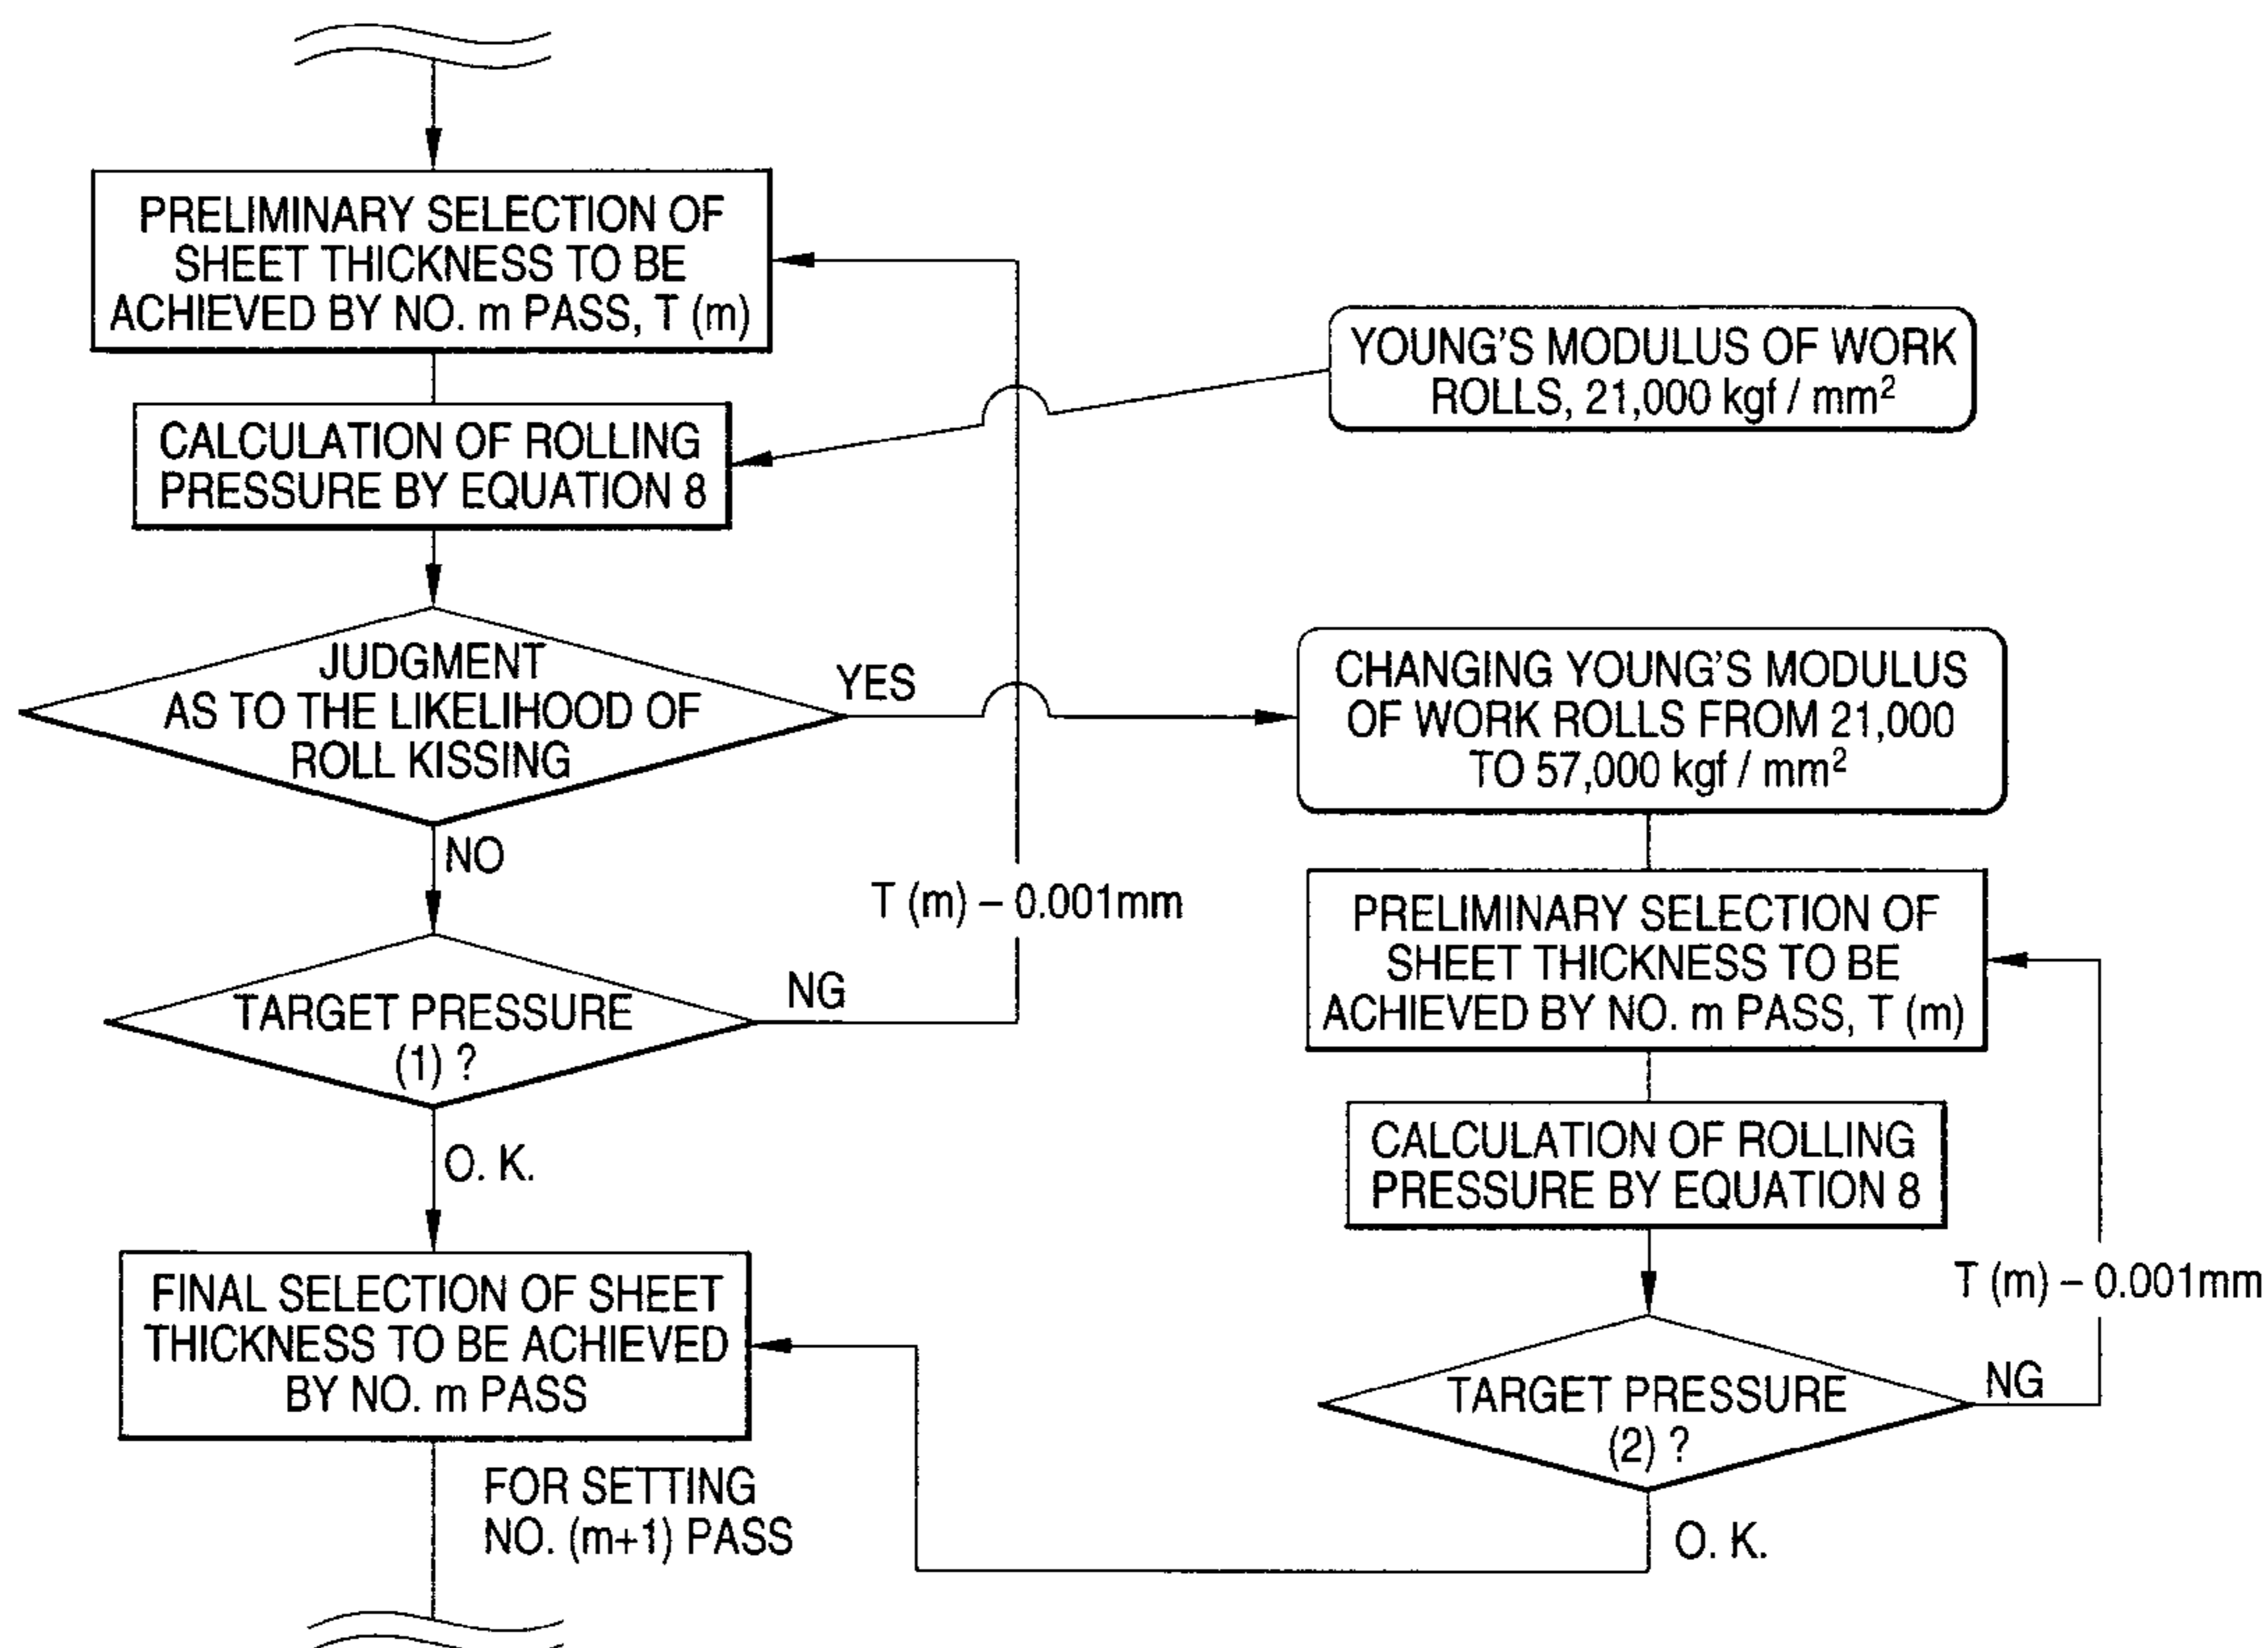 PRELIMINARY SELECTION OF
SHEET THICKNESS TO BE
ACHIEVED BY NO. m PASS, T (m)
YOUNG'S MODULUS OF WORK
ROLLS, 21,000 kgf / mm²
CALCULATION OF ROLLING
PRESSURE BY EQUATION 8
JUDGMENT
AS TO THE LIKELIHOOD OF
ROLL KISSING
YES
CHANGING YOUNG'S MODULUS
OF WORK ROLLS FROM 21,000
TO 57,000 kgf / mm²
NO
T (m) – 0.001mm
PRELIMINARY SELECTION OF
SHEET THICKNESS TO BE
ACHIEVED BY NO. m PASS, T (m)
TARGET PRESSURE
(1) ?
NG
CALCULATION OF ROLLING
PRESSURE BY EQUATION 8
O. K.
T (m) – 0.001mm
FINAL SELECTION OF SHEET
THICKNESS TO BE ACHIEVED
BY NO. m PASS
TARGET PRESSURE
(2) ?
NG
FOR SETTING
NO. (m+1) PASS
O. K.